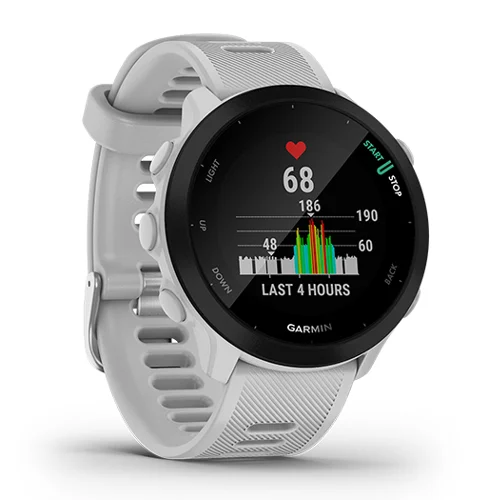 LIGHT
START
STOP
68
186
190
UP
48
60
DOWN
BACK
LAST 4 HOURS
GARMIN